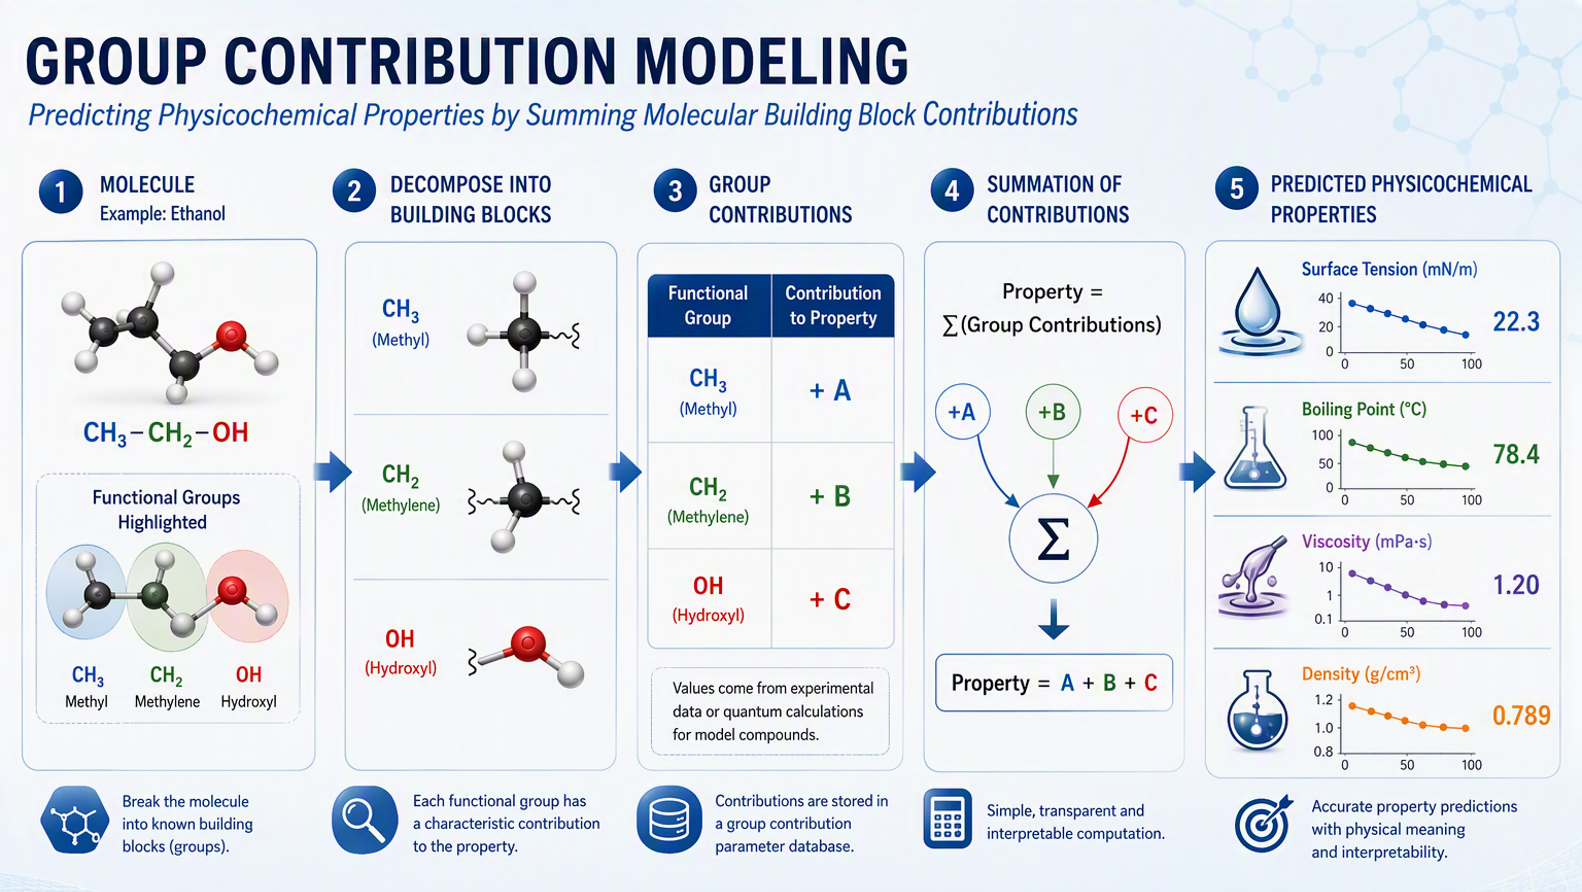 GROUP CONTRIBUTION MODELING
Predicting Physicochemical Properties by Summing Molecular Building Block Contributions
1
MOLECULE
Example: Ethanol
CH₃–CH₂–OH
Functional Groups
Highlighted
CH₃ CH₂ OH
Methyl Methylene Hydroxyl
Break the molecule
into known building
blocks (groups).
2
DECOMPOSE INTO
BUILDING BLOCKS
CH₃
(Methyl)
CH₂
(Methylene)
OH
(Hydroxyl)
Each functional group has
a characteristic contribution
to the property.
3
GROUP
CONTRIBUTIONS
Functional Group
Contribution to Property
CH₃
(Methyl)
+ A
CH₂
(Methylene)
+ B
OH
(Hydroxyl)
+ C
Values come from experimental
data or quantum calculations
for model compounds.
Contributions are stored in
a group contribution
parameter database.
4
SUMMATION OF
CONTRIBUTIONS
Property =
Σ(Group Contributions)
+A +B +C
Σ
Property = A + B + C
Simple, transparent and
interpretable computation.
5
PREDICTED PHYSICOCHEMICAL
PROPERTIES
Surface Tension (mN/m)
40
20
0
0 50 100
22.3
Boiling Point (°C)
100
50
0
0 50 100
78.4
Viscosity (mPa·s)
10
1
0.1
0 50 100
1.20
Density (g/cm³)
1.2
1.0
0.8
0 50 100
0.789
Accurate property predictions
with physical meaning
and interpretability.